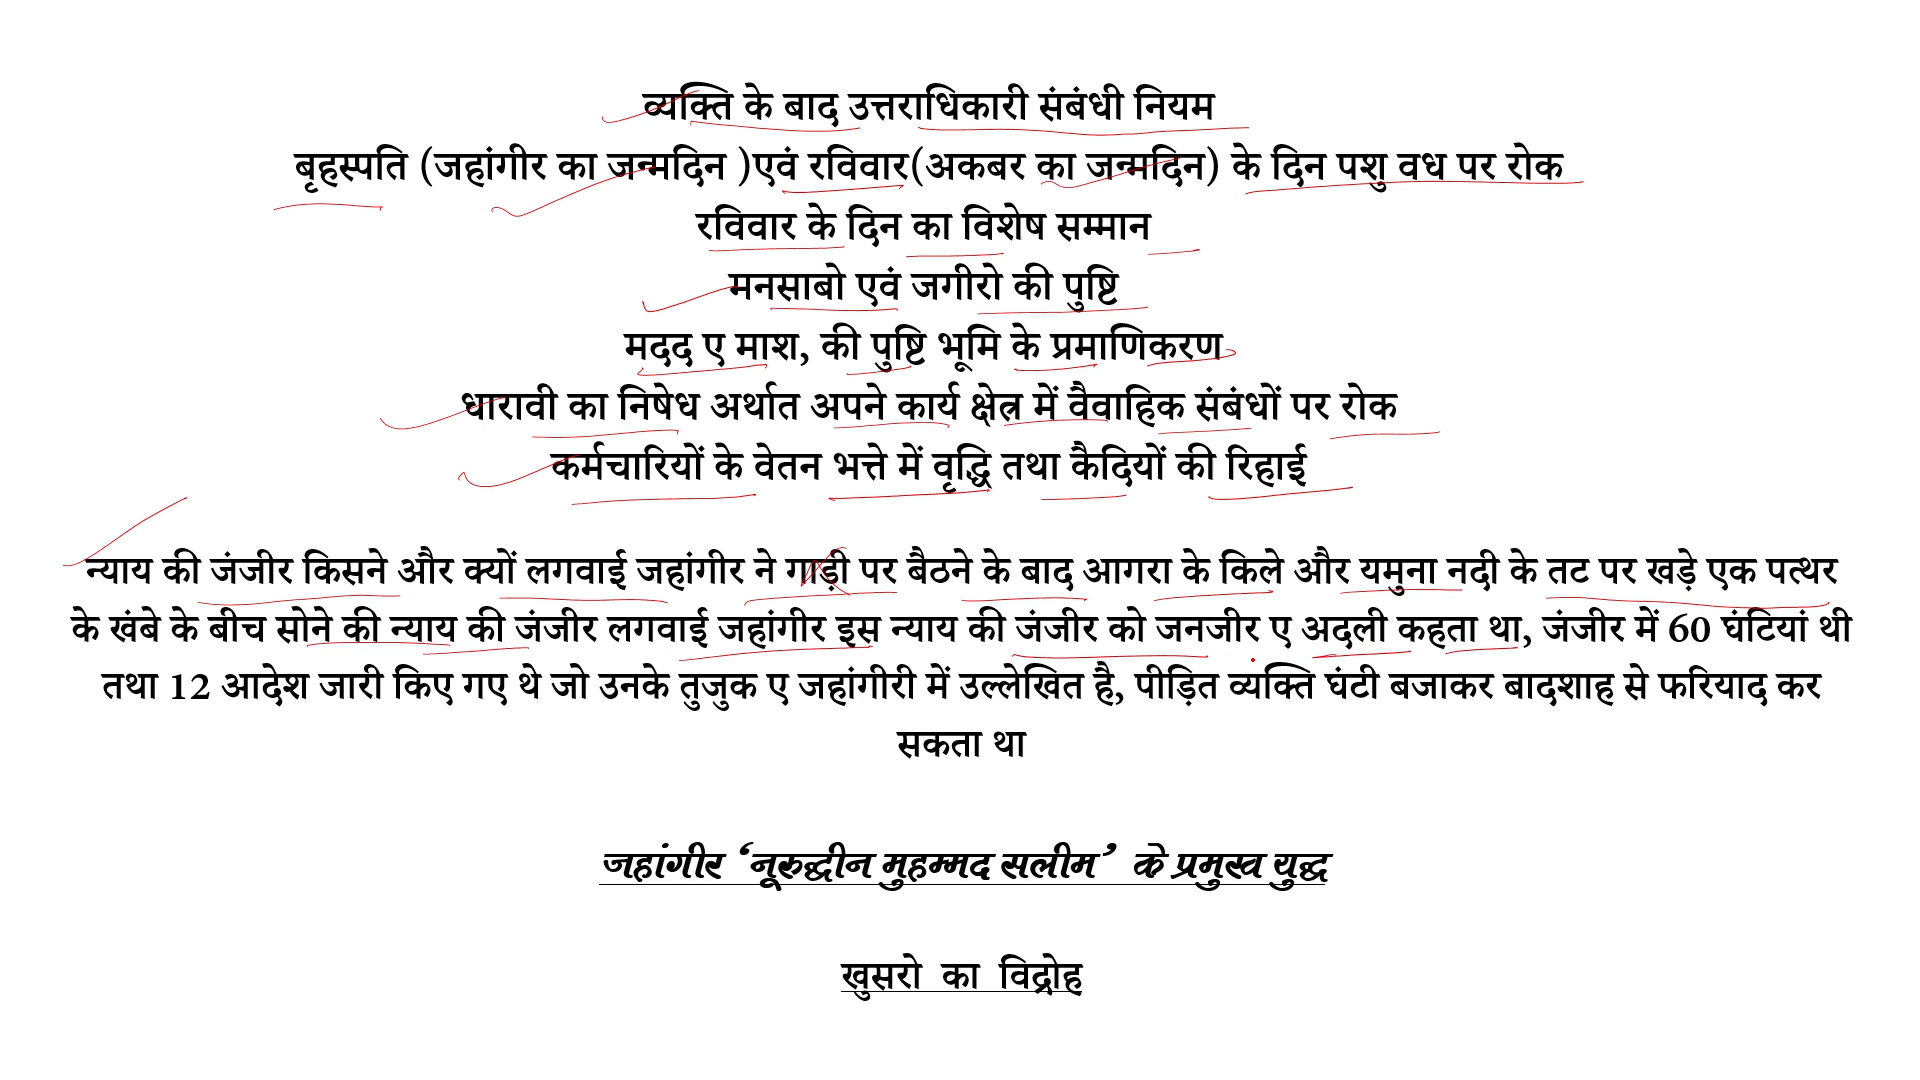 व्यक्ति के बाद उत्तराधिकारी संबंधी नियम
बृहस्पति (जहांगीर का जन्मदिन )एवं रविवार(अकबर का जन्मदिन) के दिन पशु वध पर रोक
रविवार के दिन का विशेष सम्मान
मनसाबो एवं जगीरो की पुष्टि
मदद ए माश, की पुष्टि भूमि के प्रमाणिकरण
धारावी का निषेध अर्थात अपने कार्य क्षेत्र में वैवाहिक संबंधों पर रोक
कर्मचारियों के वेतन भत्ते में वृद्धि तथा कैदियों की रिहाई
न्याय की जंजीर किसने और क्यों लगवाई जहांगीर ने गाड़ी पर बैठने के बाद आगरा के किले और यमुना नदी के तट पर खड़े एक पत्थर
के खंबे के बीच सोने की न्याय की जंजीर लगवाई जहांगीर इस न्याय की जंजीर को जनजीर ए अदली कहता था, जंजीर में 60 घंटियां थी
तथा 12 आदेश जारी किए गए थे जो उनके तुजुक ए जहांगीरी में उल्लेखित है, पीड़ित व्यक्ति घंटी बजाकर बादशाह से फरियाद कर
सकता था
जहांगीर ‘नूरुद्धीन मुहम्मद सलीम’ के प्रमुख युद्ध
खुसरो का विद्रोह